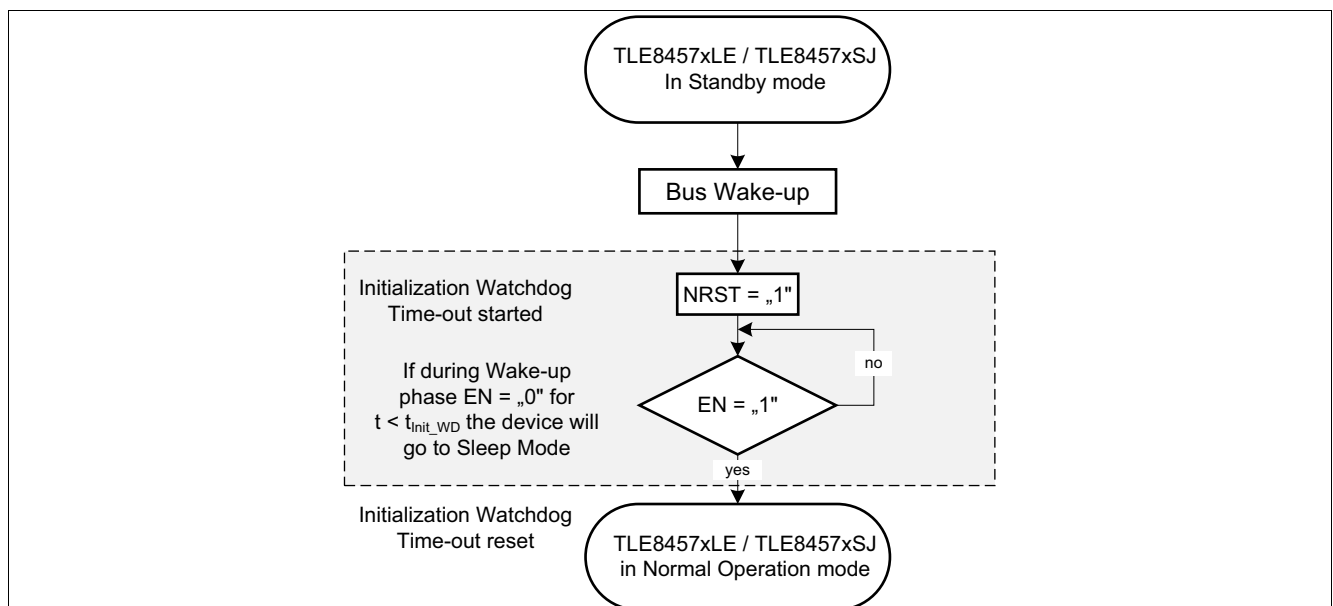 TLE8457xLE / TLE8457xSJ
In Standby mode
Bus Wake-up
Initialization Watchdog
Time-out started
NRST = „1"
If during Wake-up
phase EN = „0" for
t < tInit_WD the device will
go to Sleep Mode
no
EN = „1"
yes
Initialization Watchdog
Time-out reset
TLE8457xLE / TLE8457xSJ
in Normal Operation mode